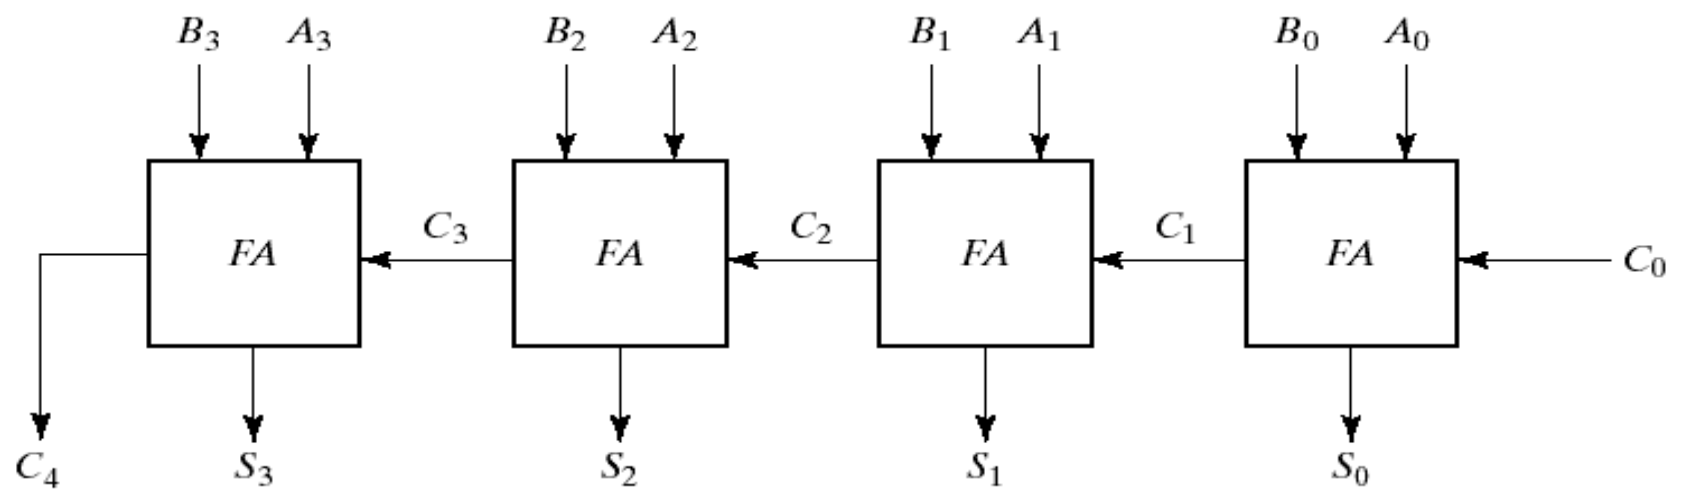 B₃ A₃ B₂ A₂ B₁ A₁ B₀ A₀
C₃ C₂ C₁
FA FA FA FA C₀
C₄ S₃ S₂ S₁ S₀